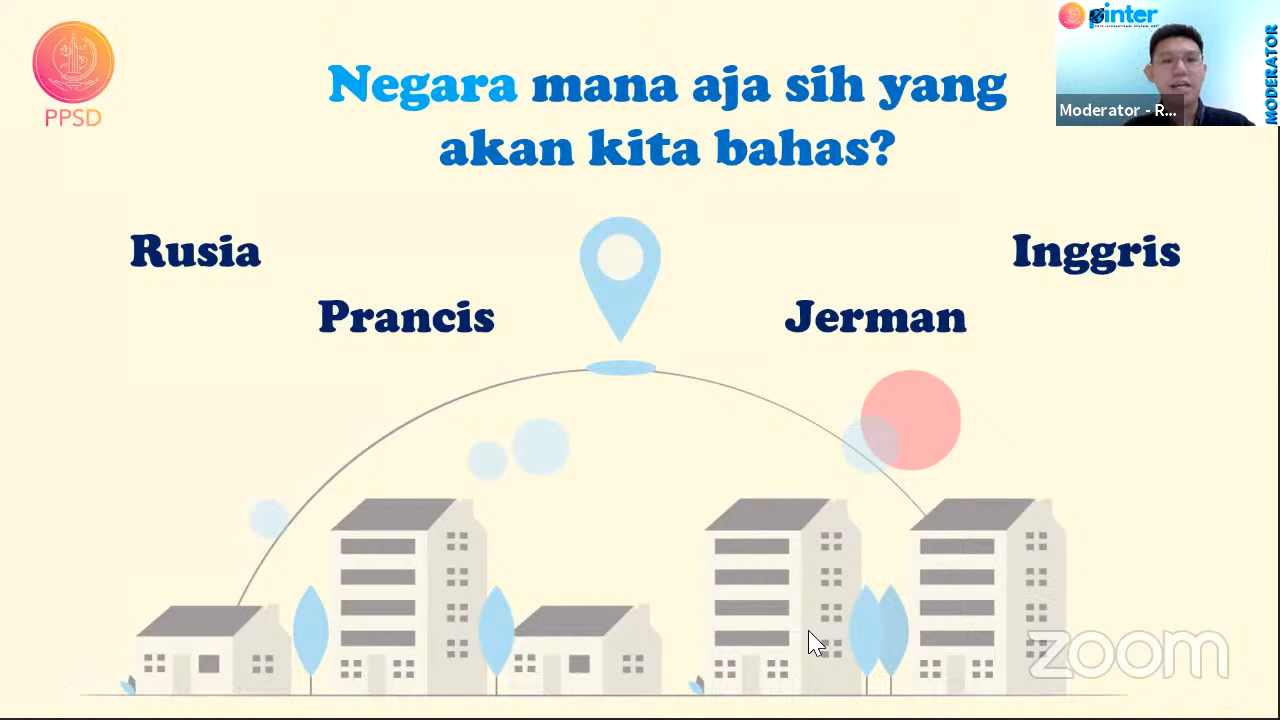 PPSD
Negara mana aja sih yang
akan kita bahas?
pinter
MODERATOR
Moderator - R...
Rusia
Inggris
Prancis
Jerman
zoom